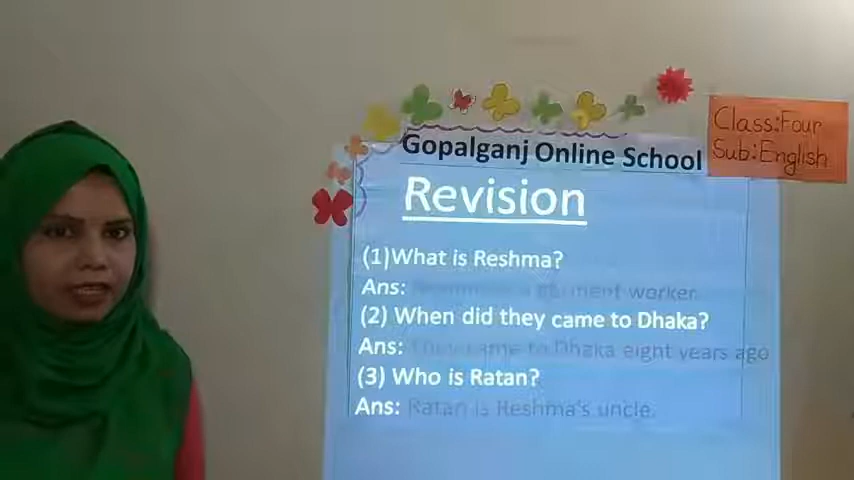 Gopalganj Online School
Class:Four
Sub:English
Revision
(1)What is Reshma?
Ans: Reshma is a garment worker.
(2) When did they came to Dhaka?
Ans: They came to Dhaka eight years ago
(3) Who is Ratan?
Ans: Ratan is Reshma's uncle.